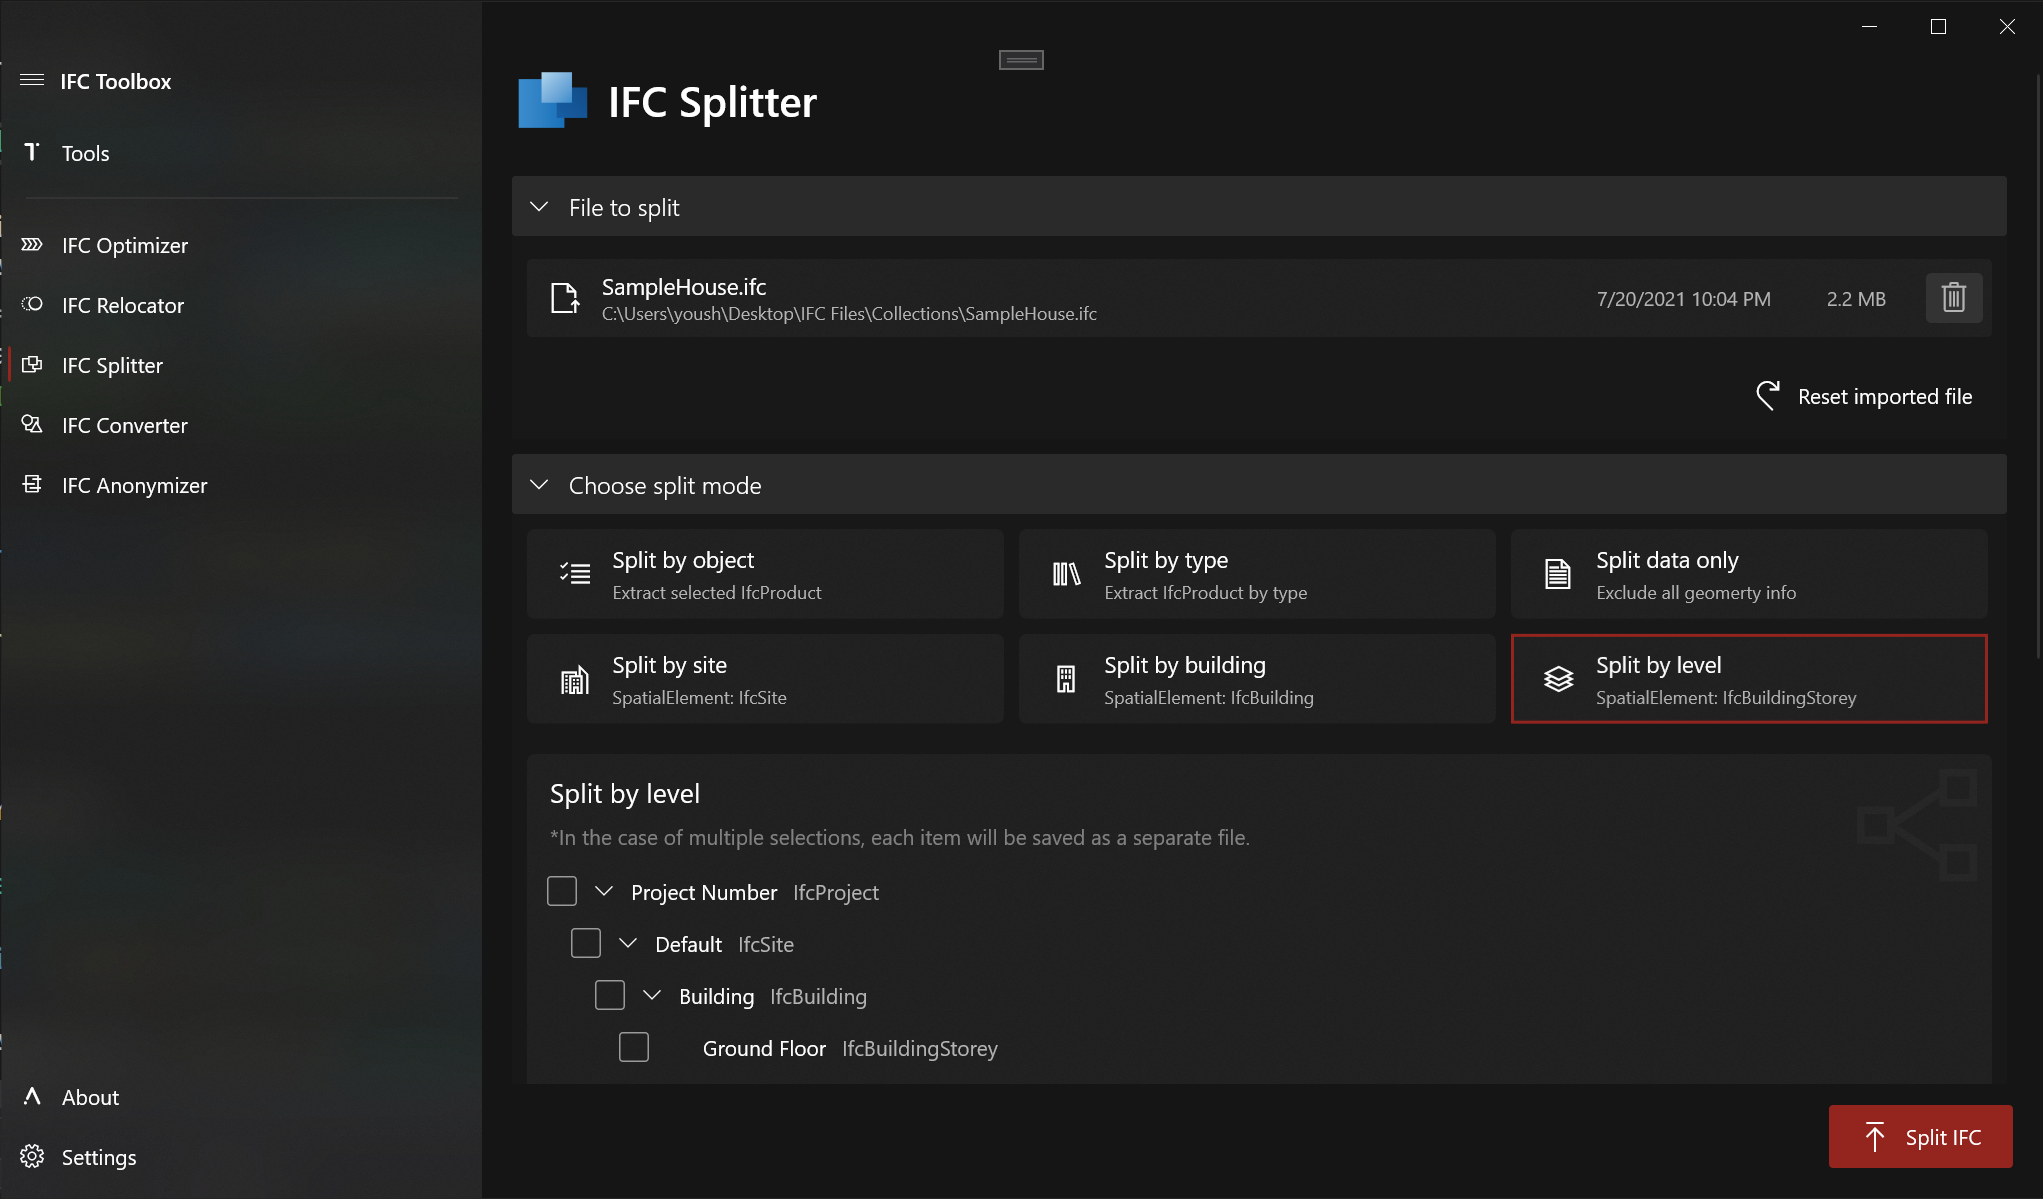 IFC Toolbox
Tools
IFC Optimizer
IFC Relocator
IFC Splitter
IFC Converter
IFC Anonymizer
About
Settings
IFC Splitter
File to split
SampleHouse.ifc
C:\Users\yoush\Desktop\IFC Files\Collections\SampleHouse.ifc
7/20/2021 10:04 PM
2.2 MB
Reset imported file
Choose split mode
Split by object
Extract selected IfcProduct
Split by type
Extract IfcProduct by type
Split data only
Exclude all geomerty info
Split by site
SpatialElement: IfcSite
Split by building
SpatialElement: IfcBuilding
Split by level
SpatialElement: IfcBuildingStorey
Split by level
*In the case of multiple selections, each item will be saved as a separate file.
Project Number IfcProject
Default IfcSite
Building IfcBuilding
Ground Floor IfcBuildingStorey
Split IFC